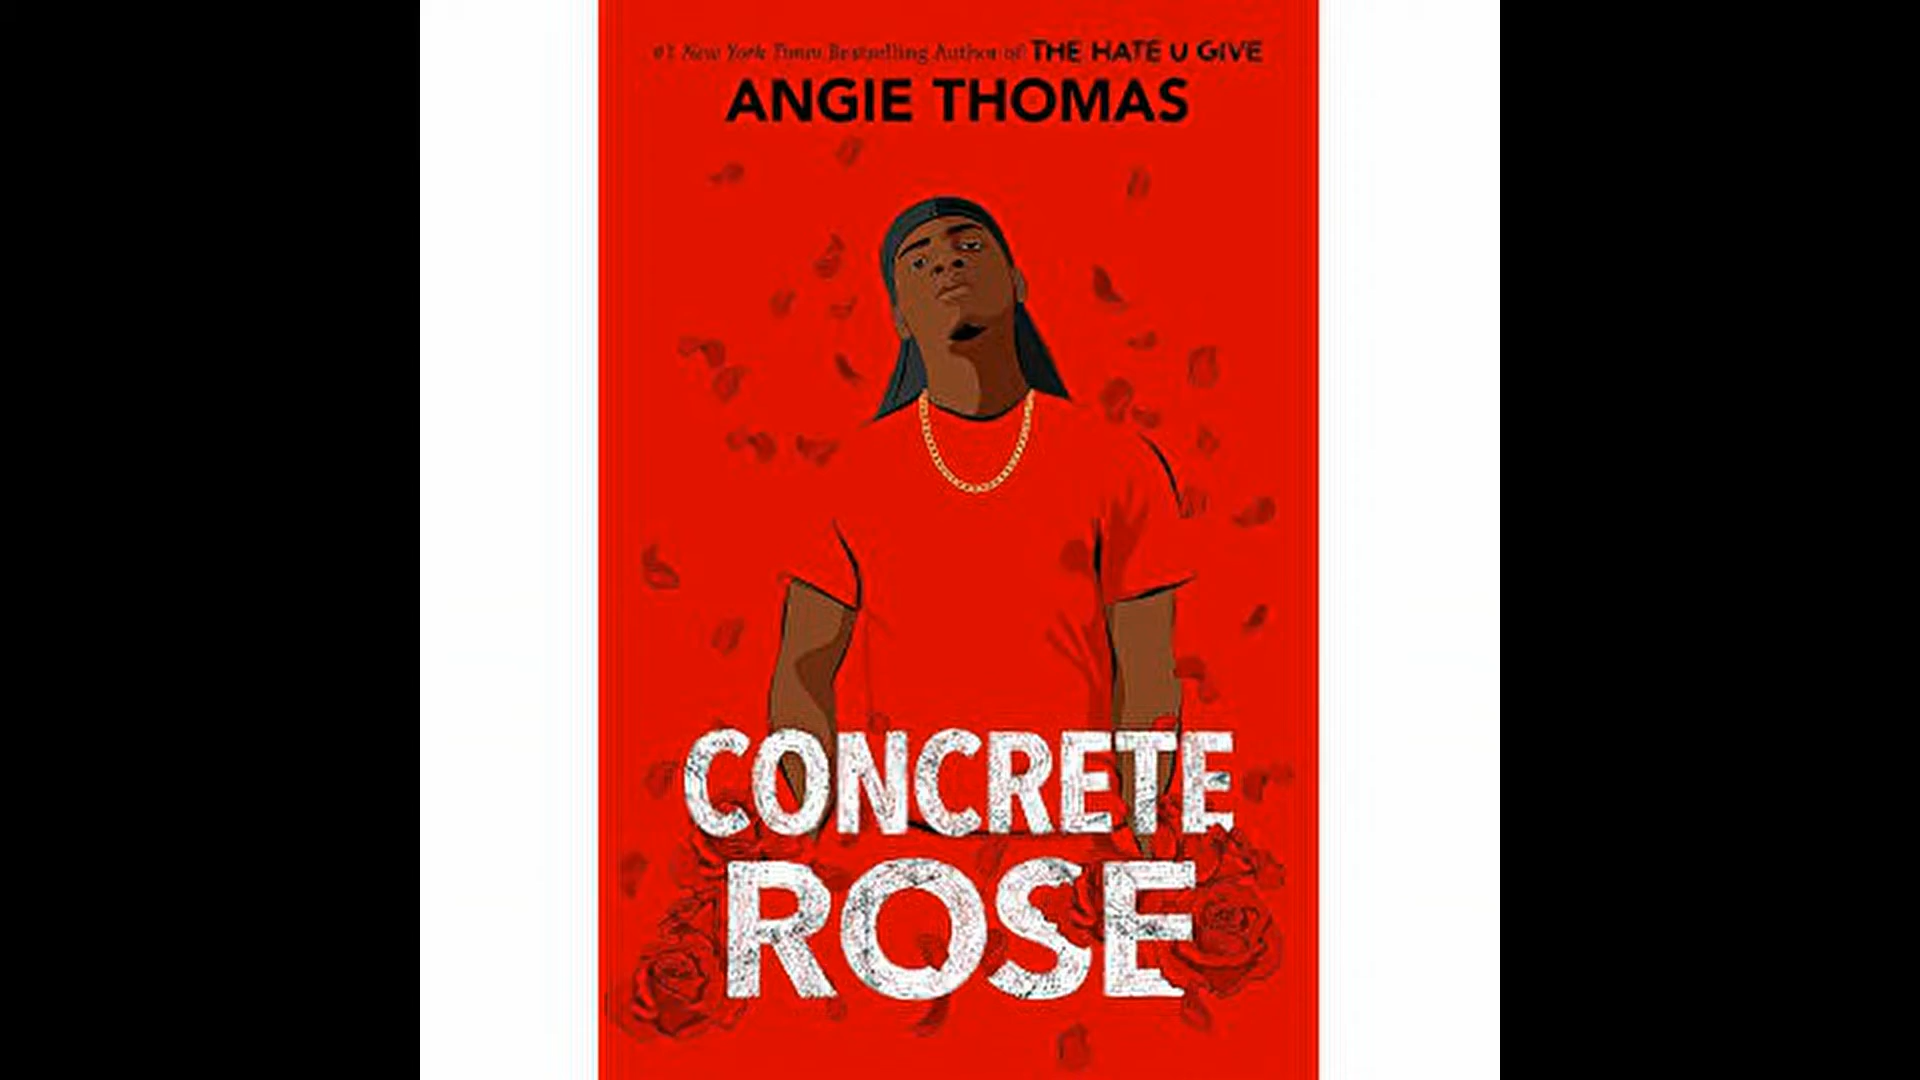 #1 New York Times Bestselling Author of THE HATE U GIVE
ANGIE THOMAS
CONCRETE
ROSE